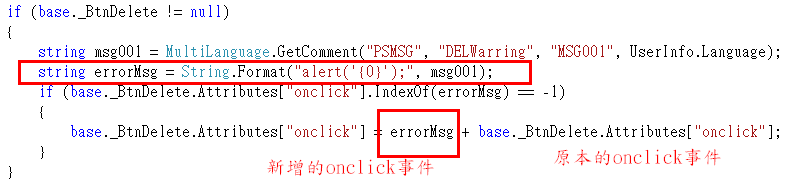 if (base._BtnDelete != null)
{
string msg001 = MultiLanguage.GetComment("PSMSG", "DELWarring", "MSG001", UserInfo.Language);
string errorMsg = String.Format("alert('{0}');", msg001);
if (base._BtnDelete.Attributes["onclick"].IndexOf(errorMsg) == -1)
{
base._BtnDelete.Attributes["onclick"] = errorMsg + base._BtnDelete.Attributes["onclick"];
}
新增的onclick事件 原本的onclick事件
}